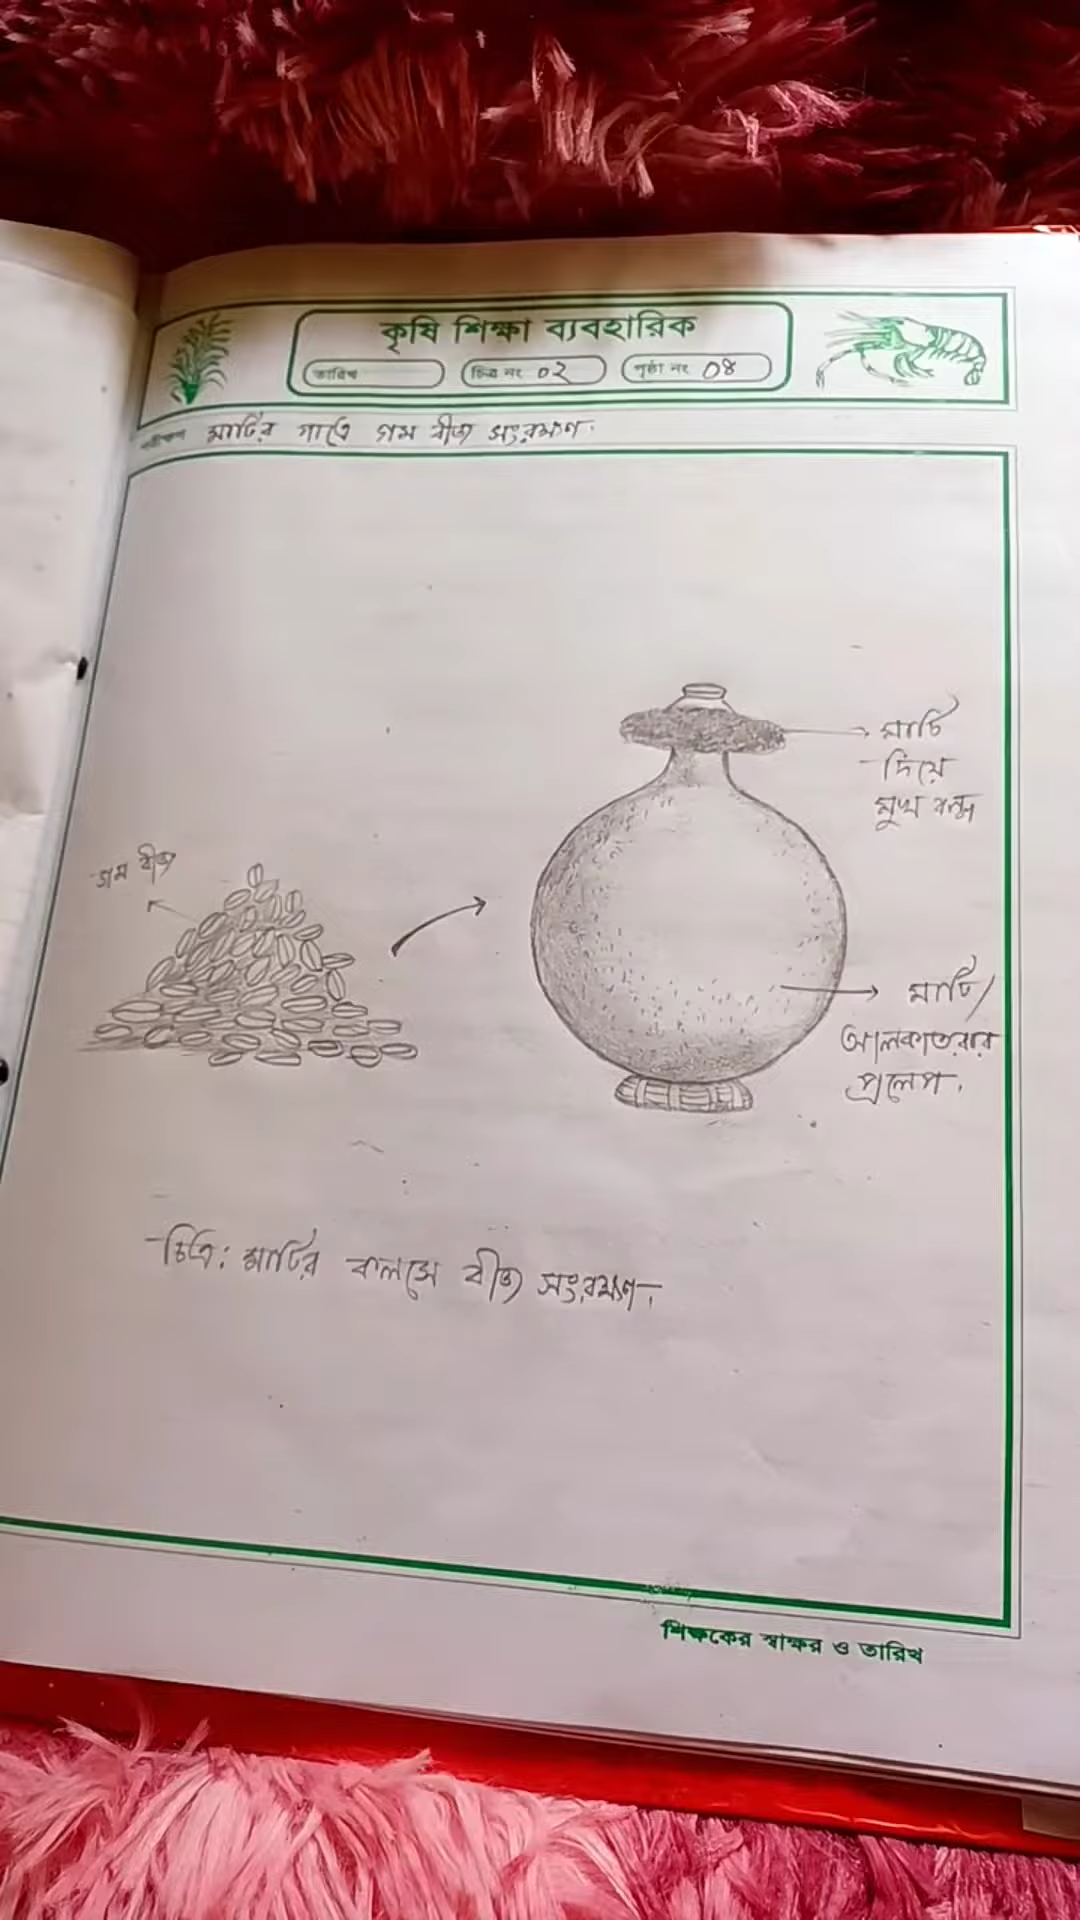 কৃষি শিক্ষা ব্যবহারিক
তারিখ
চিত্র নং ০২
পৃষ্ঠা নং ০৪
মাটির পাত্রে গম বীজ সংরক্ষণ.
মাটি
দিয়ে
মুখ বন্ধ
গম বীজ
মাটি/
আলকাতরার
প্রলেপ.
চিত্র: মাটির কলসে বীজ সংরক্ষণ.
শিক্ষকের স্বাক্ষর ও তারিখ